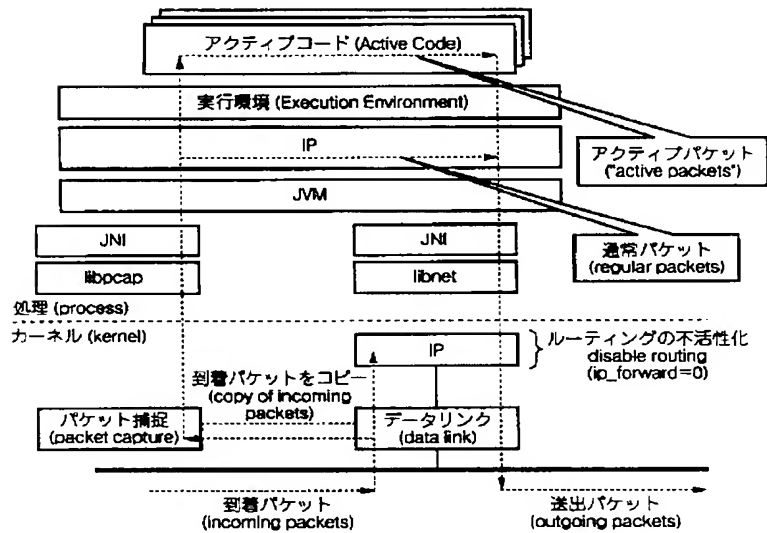 アクティブコード (Active Code)
実行環境 (Execution Environment)
IP
アクティブパケット
("active packets")
JVM
JNI
JNI
通常パケット
(regular packets)
libpcap
libnet
処理 (process)
カーネル (kernel)
IP
ルーティングの不活性化
disable routing
(ip_forward=0)
到着パケットをコピー
(copy of incoming
packets)
パケット捕捉
(packet capture)
データリンク
(data link)
到着パケット
(incoming packets)
送出パケット
(outgoing packets)